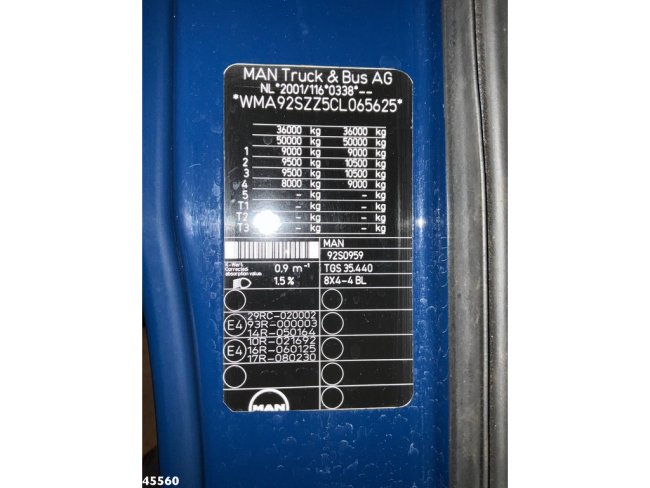 MAN Truck & Bus AG
NL*2001/116*0338*--
*WMA92SZZ5CL065625*
36000 kg 36000 kg
50000 kg 50000 kg
1 9000 kg 9000 kg
2 9500 kg 10500 kg
3 9500 kg 10500 kg
4 8000 kg 9000 kg
5 - kg - kg
T1 - kg - kg
T2 - kg - kg
T3 - kg - kg
MAN
92S0959
X-Wert
Corrected absorption value: 0,9 m⁻¹ TGS 35.440
1.5 % 8X4-4 BL
29RC-020002
E4 93R-000003
14R-050164
10R-021692
E4 16R-060125
17R-080230
MAN
45560